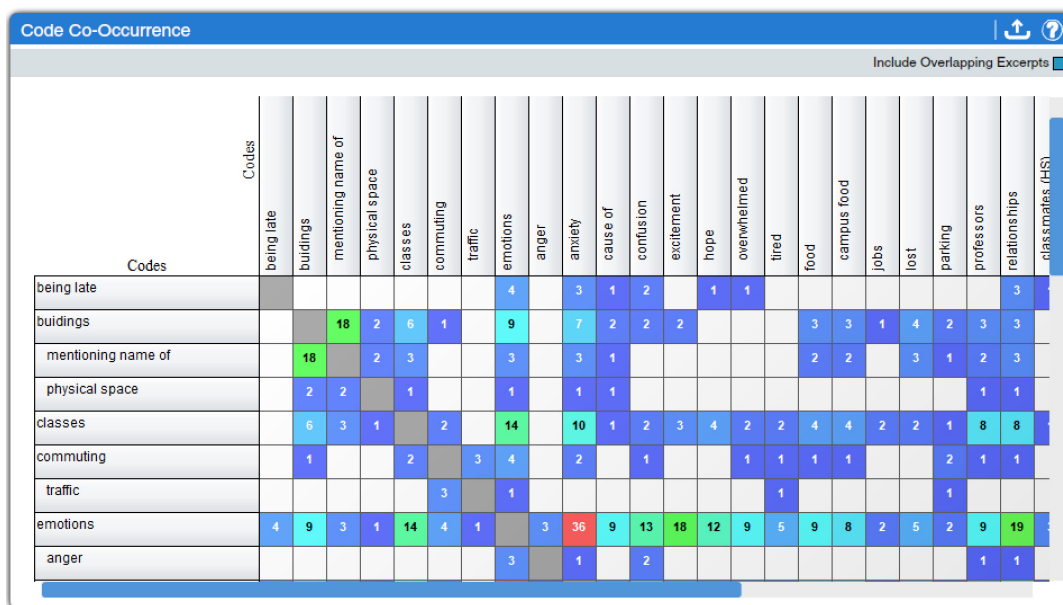 Code Co-Occurrence
?
Include Overlapping Excerpts
Codes
being late
buidings
mentioning name of
physical space
classes
commuting
traffic
emotions
anger
anxiety
cause of
confusion
excitement
hope
overwhelmed
tired
food
campus food
jobs
lost
parking
professors
relationships
classmates (HS)
Codes
being late 4 3 1 2 1 1 3
buidings 18 2 6 1 9 7 2 2 2 3 3 1 4 2 3 3
mentioning name of 18 2 3 3 3 1 2 2 3 1 2 3
physical space 2 2 1 1 1 1 1 1
classes 6 3 1 2 14 10 1 2 3 4 2 2 4 4 2 2 1 8 8
commuting 1 2 3 4 2 1 1 1 1 1 2 1 1
traffic 3 1 1 1
emotions 4 9 3 1 14 4 1 3 36 9 13 18 12 9 5 9 8 2 5 2 9 19
anger 3 1 2 1 1